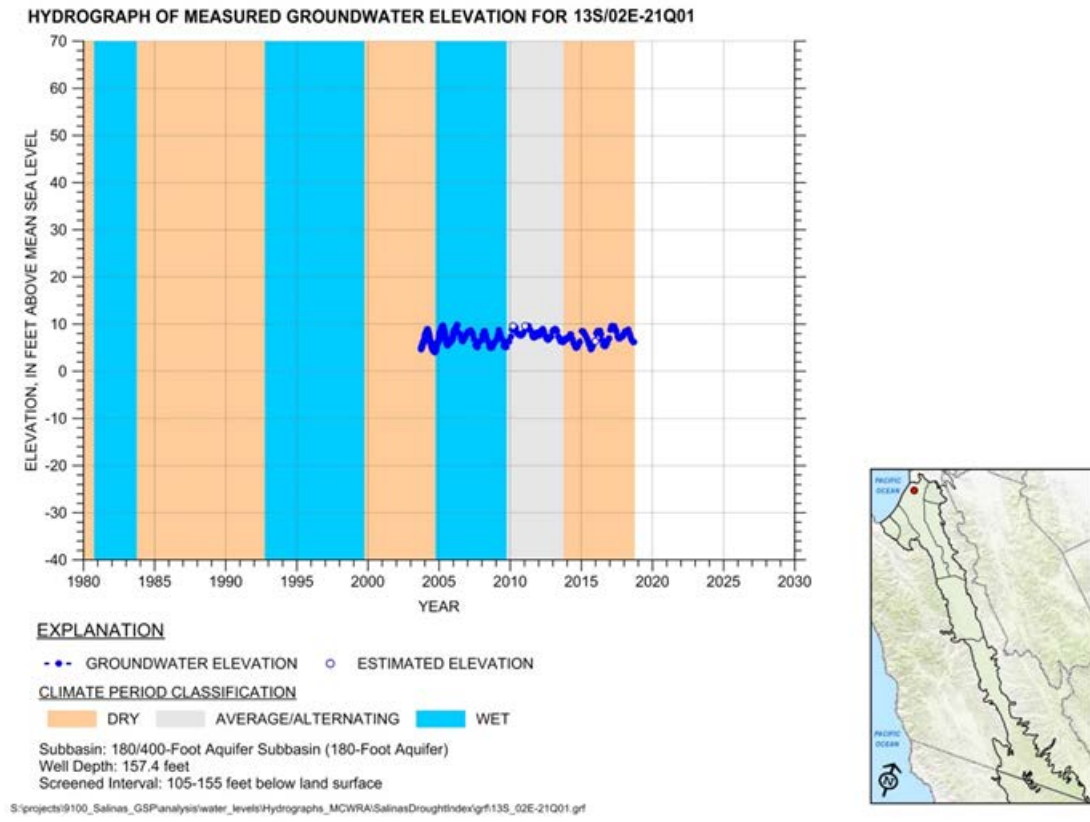 HYDROGRAPH OF MEASURED GROUNDWATER ELEVATION FOR 13S/02E-21Q01
ELEVATION, IN FEET ABOVE MEAN SEA LEVEL
70
60
50
40
30
20
10
0
-10
-20
-30
-40
1980 1985 1990 1995 2000 2005 2010 2015 2020 2025 2030
YEAR
EXPLANATION
GROUNDWATER ELEVATION ESTIMATED ELEVATION
CLIMATE PERIOD CLASSIFICATION
DRY AVERAGE/ALTERNATING WET
Subbasin: 180/400-Foot Aquifer Subbasin (180-Foot Aquifer)
Well Depth: 157.4 feet
Screened Interval: 105-155 feet below land surface
S:\projects\9100_Salinas_GSP\analysis\water_levels\Hydrographs_MCWRA\SalinasDroughtIndex\grf\13S_02E-21Q01.grf
PACIFIC
OCEAN
PACIFIC
OCEAN
N